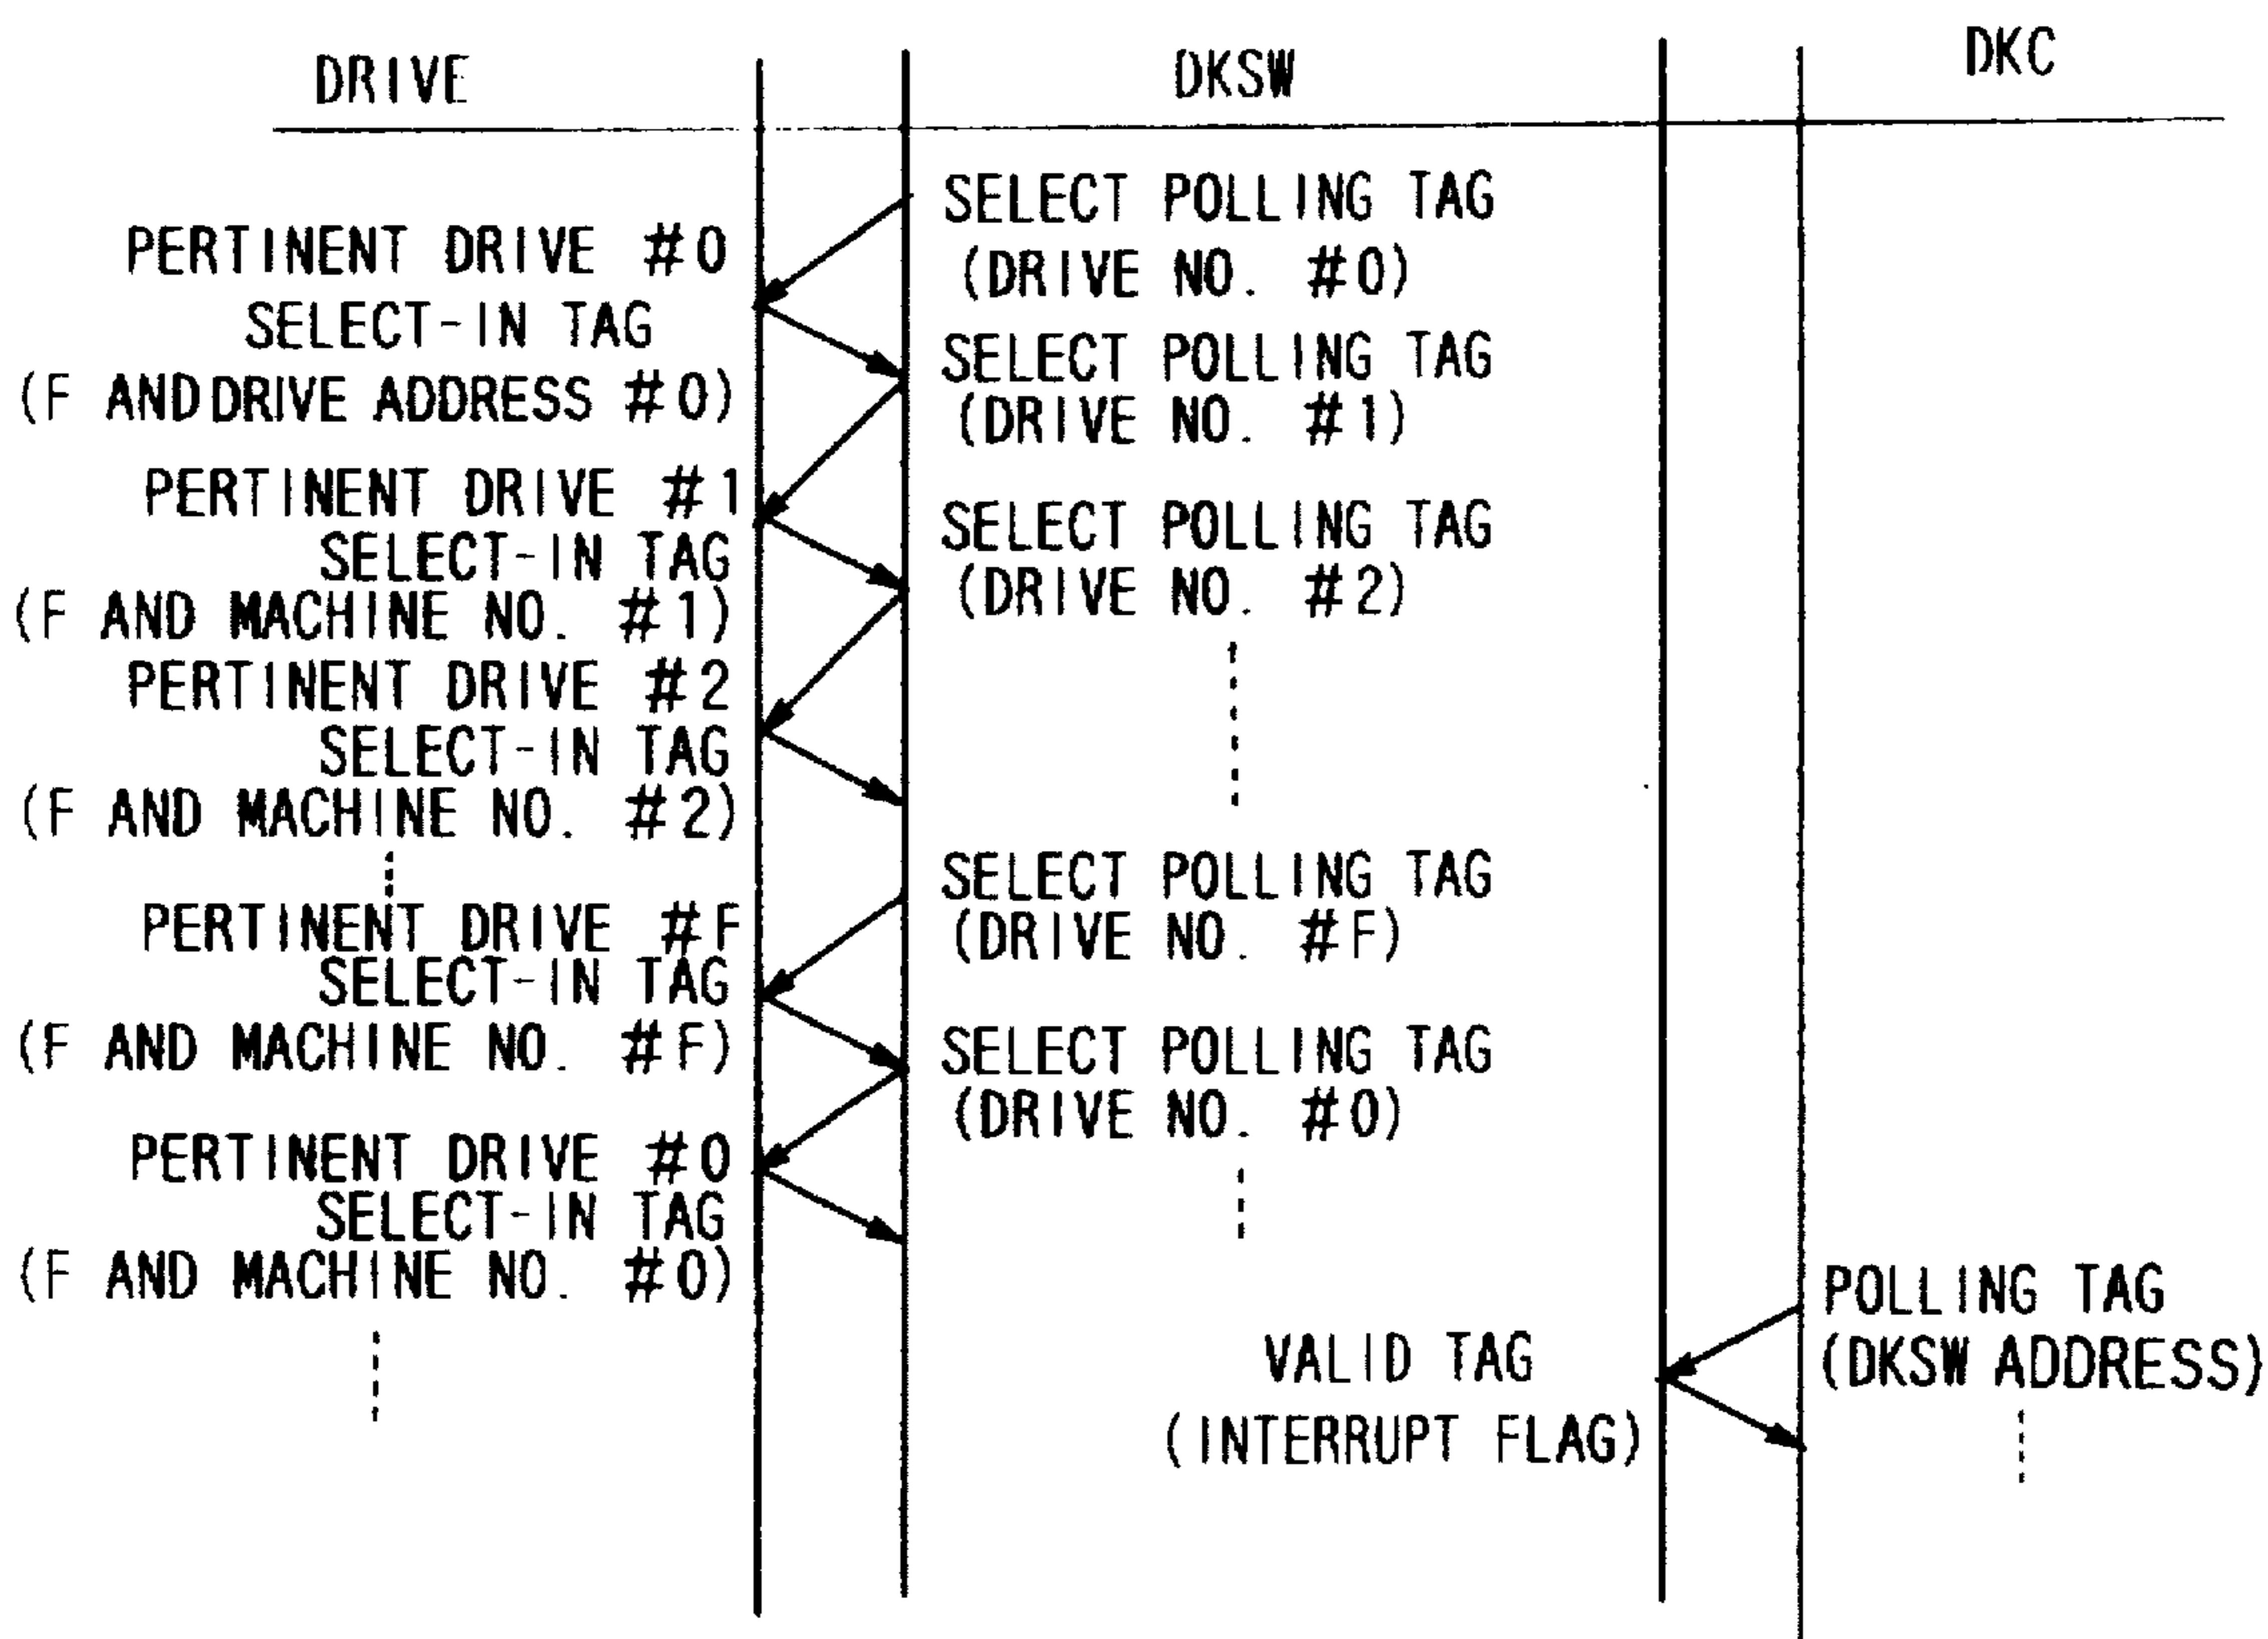 DRIVE
DKSW
DKC
PERTINENT DRIVE #0
SELECT-IN TAG
(F AND DRIVE ADDRESS #0)
PERTINENT DRIVE #1
SELECT-IN TAG
(F AND MACHINE NO. #1)
PERTINENT DRIVE #2
SELECT-IN TAG
(F AND MACHINE NO. #2)
PERTINENT DRIVE #F
SELECT-IN TAG
(F AND MACHINE NO. #F)
PERTINENT DRIVE #0
SELECT-IN TAG
(F AND MACHINE NO. #0)
SELECT POLLING TAG
(DRIVE NO. #0)
SELECT POLLING TAG
(DRIVE NO. #1)
SELECT POLLING TAG
(DRIVE NO. #2)
SELECT POLLING TAG
(DRIVE NO. #F)
SELECT POLLING TAG
(DRIVE NO. #0)
VALID TAG
(INTERRUPT FLAG)
POLLING TAG
(DKSW ADDRESS)